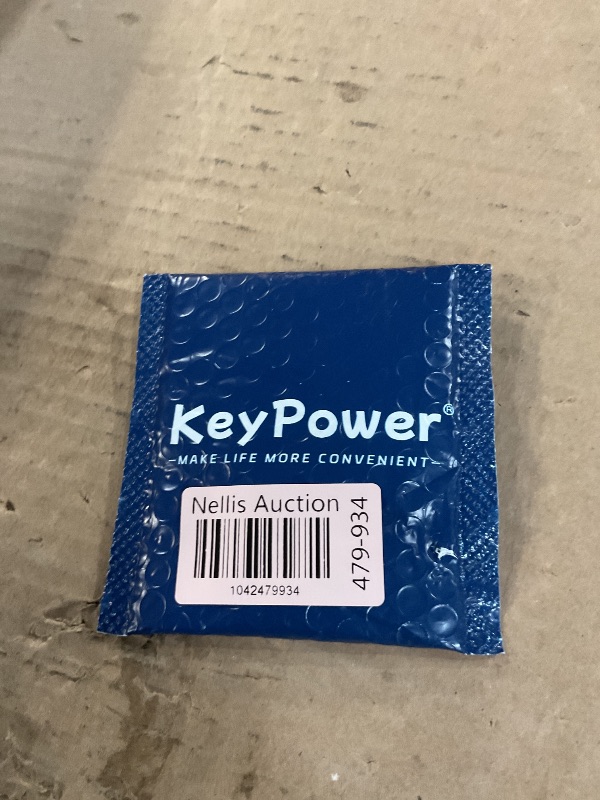 KeyPower®
-MAKE LIFE MORE CONVENIENT-
Nellis Auction
1042479934
479-934